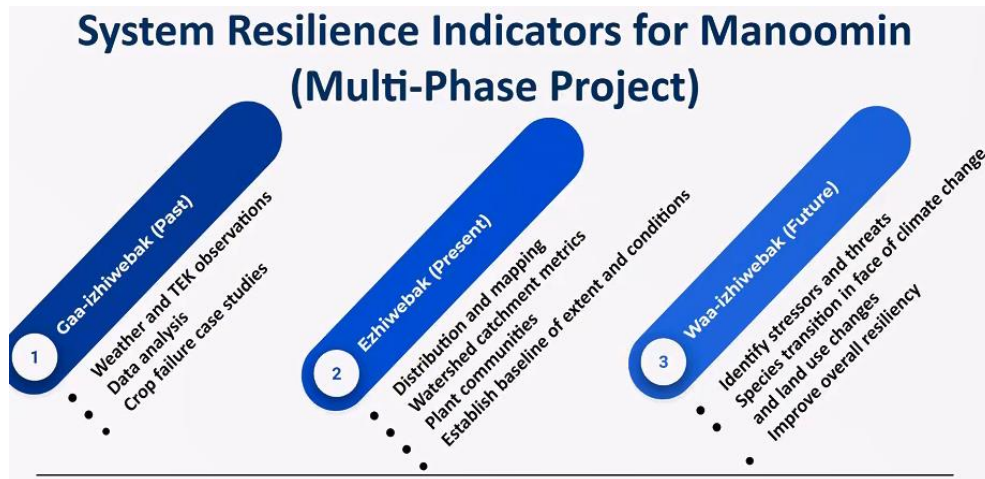 System Resilience Indicators for Manoomin
(Multi-Phase Project)
1
Gaa-izhiwebak (Past)
Weather and TEK observations
Data analysis
Crop failure case studies
2
Ezhiwebak (Present)
Distribution and mapping
Watershed catchment metrics
Plant communities
Establish baseline of extent and conditions
3
Waa-izhiwebak (Future)
Identify stressors and threats
Species transition in face of climate change
and land use changes
Improve overall resiliency